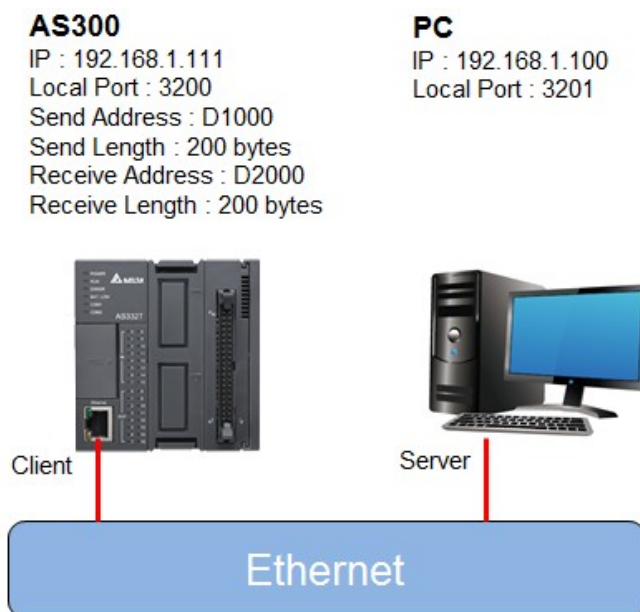 AS300
IP : 192.168.1.111
Local Port : 3200
Send Address : D1000
Send Length : 200 bytes
Receive Address : D2000
Receive Length : 200 bytes
PC
IP : 192.168.1.100
Local Port : 3201
AS332T
Client
Server
Ethernet